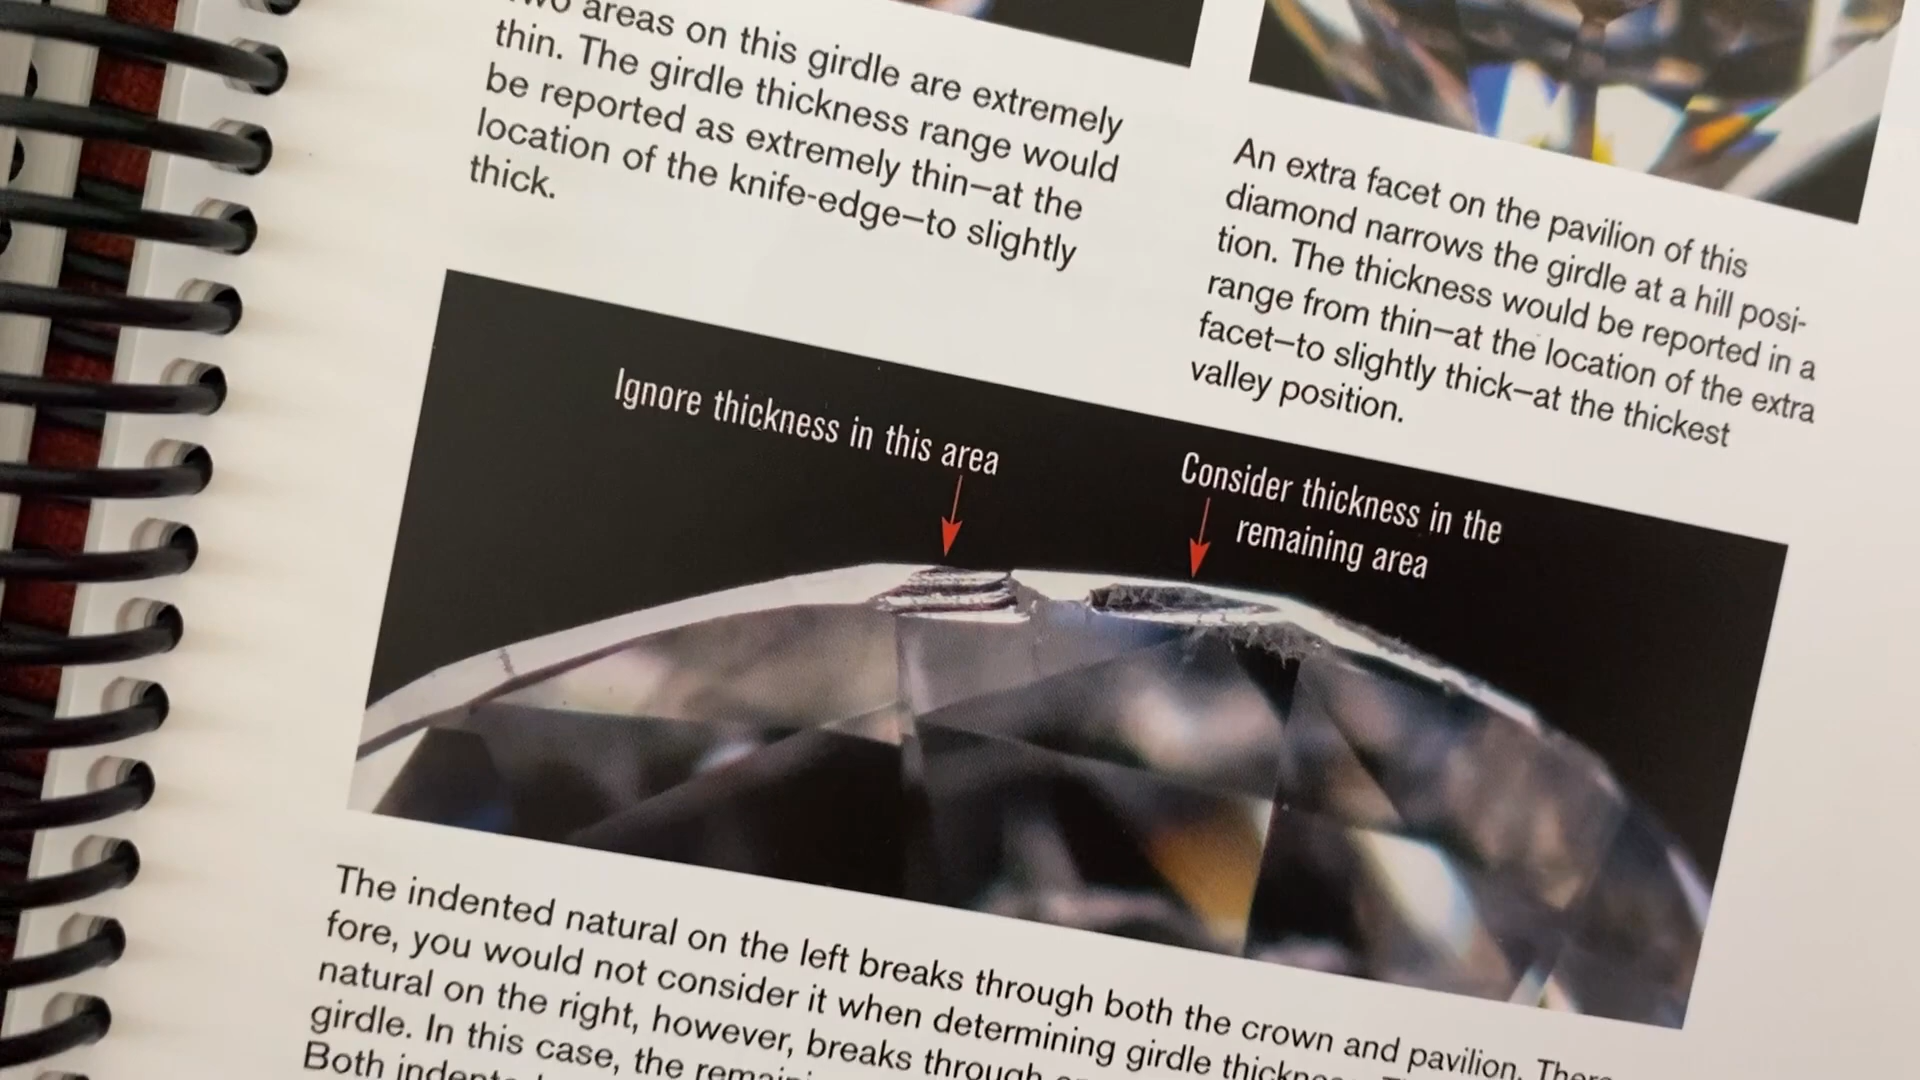 areas on this girdle are extremely
thin. The girdle thickness range would
be reported as extremely thin—at the
location of the knife-edge—to slightly
thick.
An extra facet on the pavilion of this
diamond narrows the girdle at a hill posi-
tion. The thickness would be reported in a
range from thin—at the location of the extra
facet—to slightly thick—at the thickest
valley position.
Ignore thickness in this area
Consider thickness in the
remaining area
The indented natural on the left breaks through both the crown and pavilion. There
fore, you would not consider it when determining girdle
natural on the right, however, breaks through
girdle. In this case, the
Both